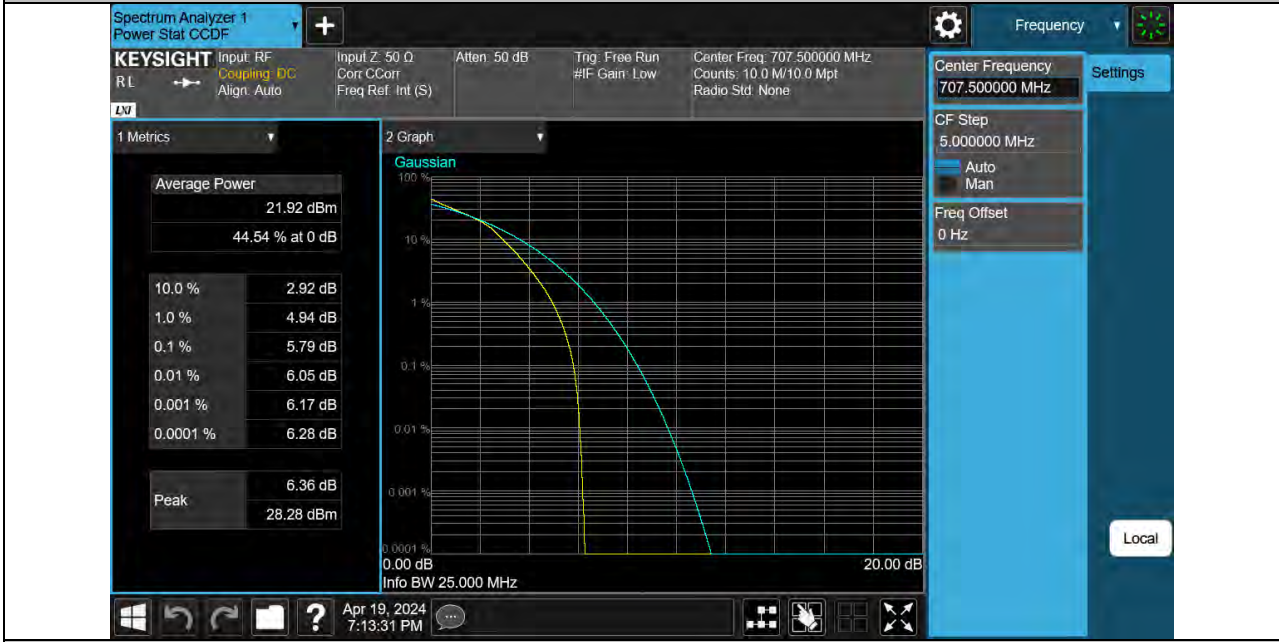 Spectrum Analyzer 1
Power Stat CCDF
+
Frequency
KEYSIGHT
R L
LXI
Input: RF
Coupling: DC
Align: Auto
Input Z: 50 Ω
Corr CCorr
Freq Ref: Int (S)
Atten: 50 dB
Trig: Free Run
#IF Gain: Low
Center Freq: 707.500000 MHz
Counts: 10.0 M/10.0 Mpt
Radio Std: None
Center Frequency
707.500000 MHz
Settings
CF Step
5.000000 MHz
Auto
Man
Freq Offset
0 Hz
1 Metrics
Average Power
21.92 dBm
44.54 % at 0 dB
10.0 % 2.92 dB
1.0 % 4.94 dB
0.1 % 5.79 dB
0.01 % 6.05 dB
0.001 % 6.17 dB
0.0001 % 6.28 dB
Peak
6.36 dB
28.28 dBm
2 Graph
Gaussian
100 %
10 %
1 %
0.1 %
0.01 %
0.001 %
0.0001 %
0.00 dB 20.00 dB
Info BW 25.000 MHz
Local
?
Apr 19, 2024
7:13:31 PM